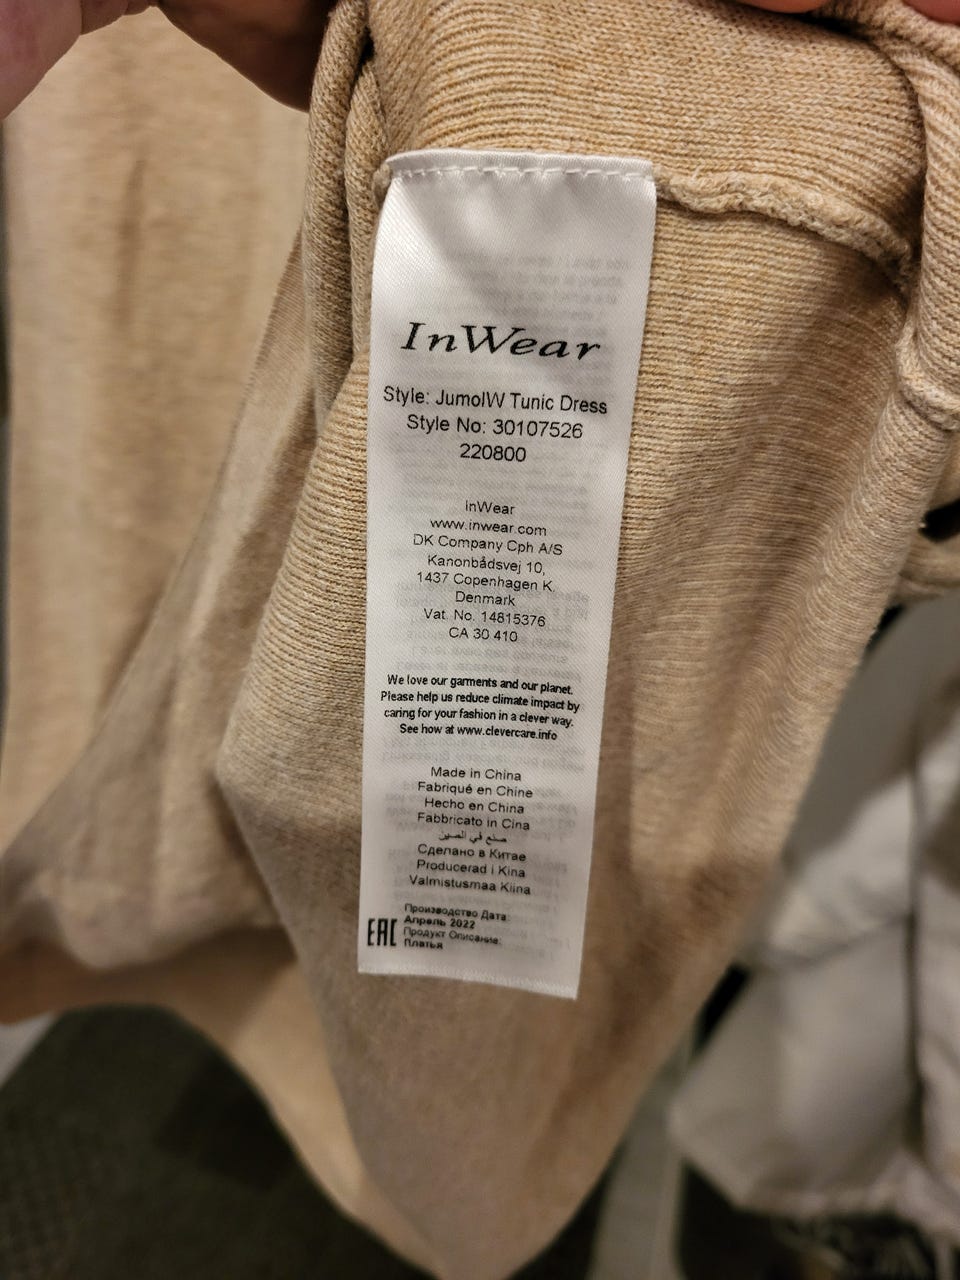 InWear
Style: JumoIW Tunic Dress
Style No: 30107526
220800
InWear
www.inwear.com
DK Company Cph A/S
Kanonbådsvej 10,
1437 Copenhagen K,
Denmark
Vat. No. 14815376
CA 30 410
We love our garments and our planet.
Please help us reduce climate impact by
caring for your fashion in a clever way.
See how at www.clevercare.info
Made in China
Fabriqué en Chine
Hecho en China
Fabbricato in Cina
صنع في الصين
Сделано в Китае
Producerad i Kina
Valmistusmaa Kiina
EAC
Производство Дата:
Апрель 2022
Продукт Описание:
Платья